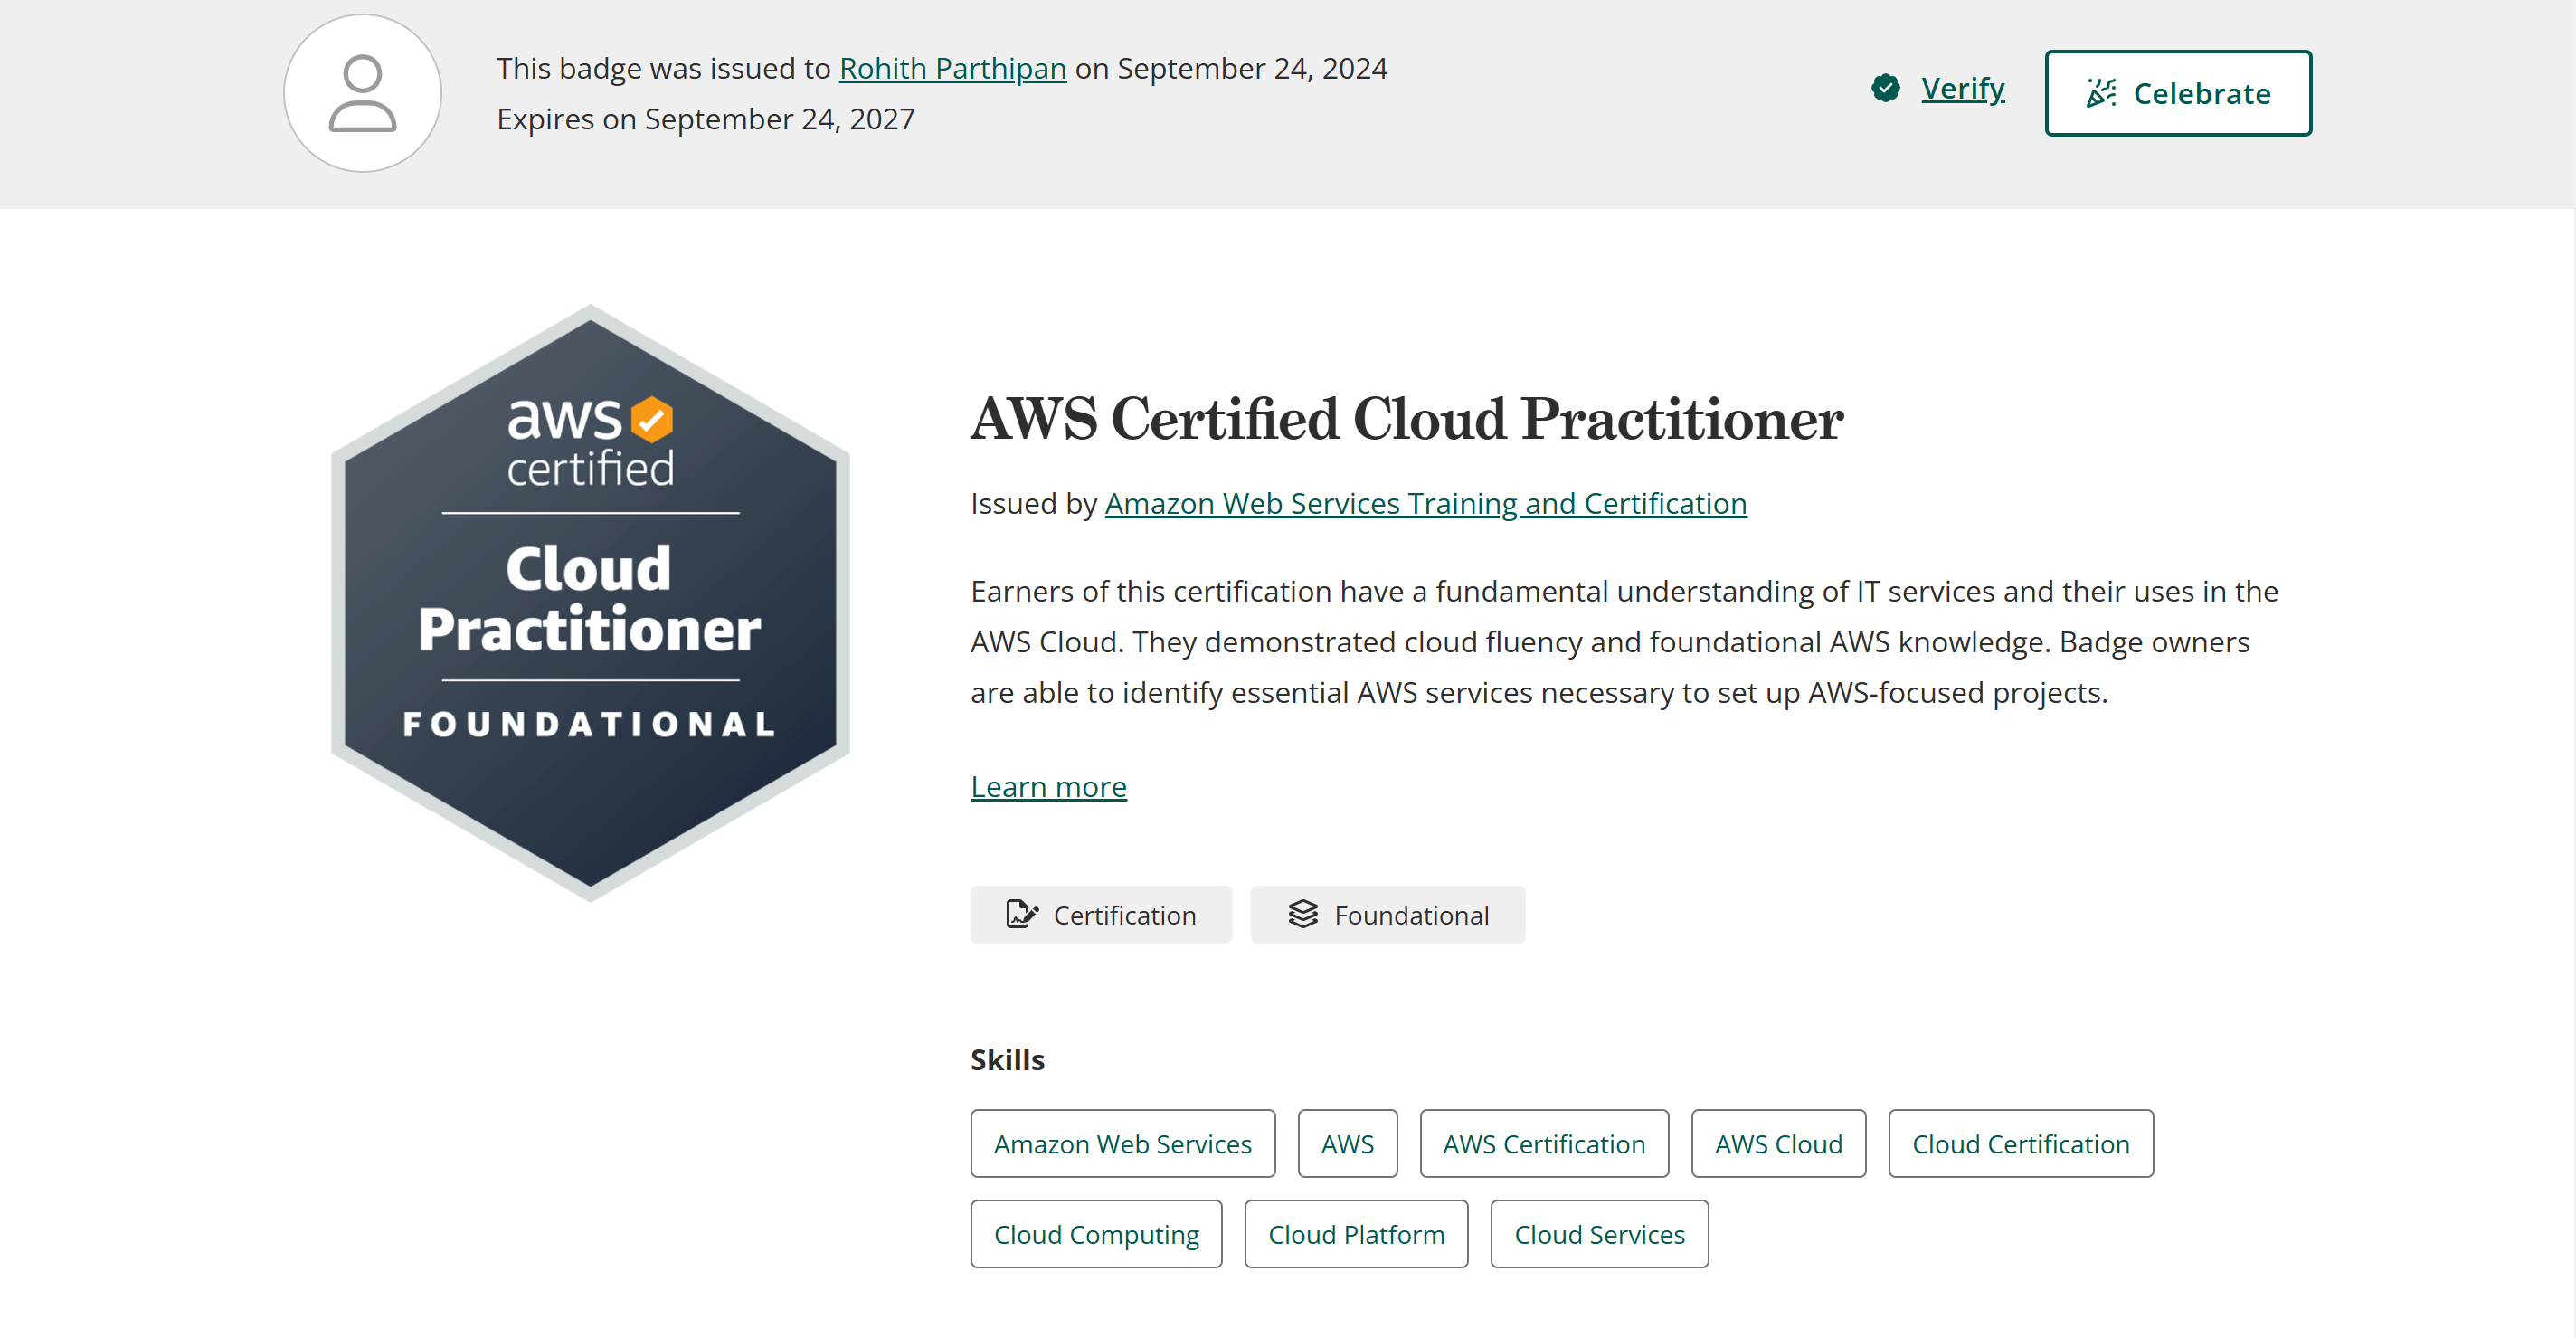 This badge was issued to Rohith Parthipan on September 24, 2024
Expires on September 24, 2027
Verify
Celebrate
aws
certified
Cloud
Practitioner
FOUNDATIONAL
AWS Certified Cloud Practitioner
Issued by Amazon Web Services Training and Certification
Earners of this certification have a fundamental understanding of IT services and their uses in the
AWS Cloud. They demonstrated cloud fluency and foundational AWS knowledge. Badge owners
are able to identify essential AWS services necessary to set up AWS-focused projects.
Learn more
Certification Foundational
Skills
Amazon Web Services AWS AWS Certification AWS Cloud Cloud Certification
Cloud Computing Cloud Platform Cloud Services